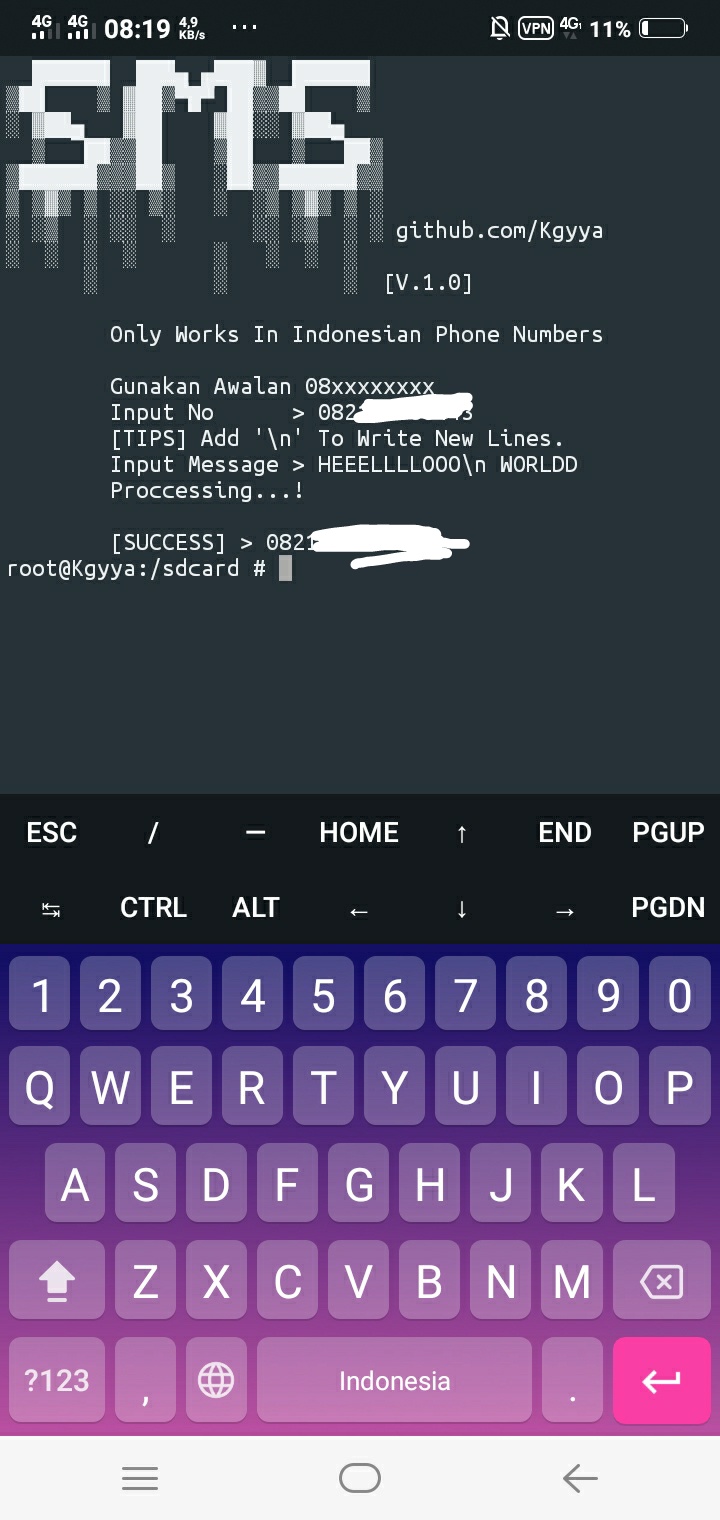 4G 4G 08:19 4,9 KB/s ... VPN 4G 11%
SMS
github.com/Kgyya
[V.1.0]
Only Works In Indonesian Phone Numbers
Gunakan Awalan 08xxxxxxxx
Input No > 082
[TIPS] Add '\n' To Write New Lines.
Input Message > HEEELLLLOOO\n WORLDD
Proccessing...!
[SUCCESS] > 0821
root@Kgyya:/sdcard #
ESC / — HOME ↑ END PGUP
↹ CTRL ALT ← ↓ → PGDN
1 2 3 4 5 6 7 8 9 0
Q W E R T Y U I O P
A S D F G H J K L
Z X C V B N M
?123 , Indonesia .